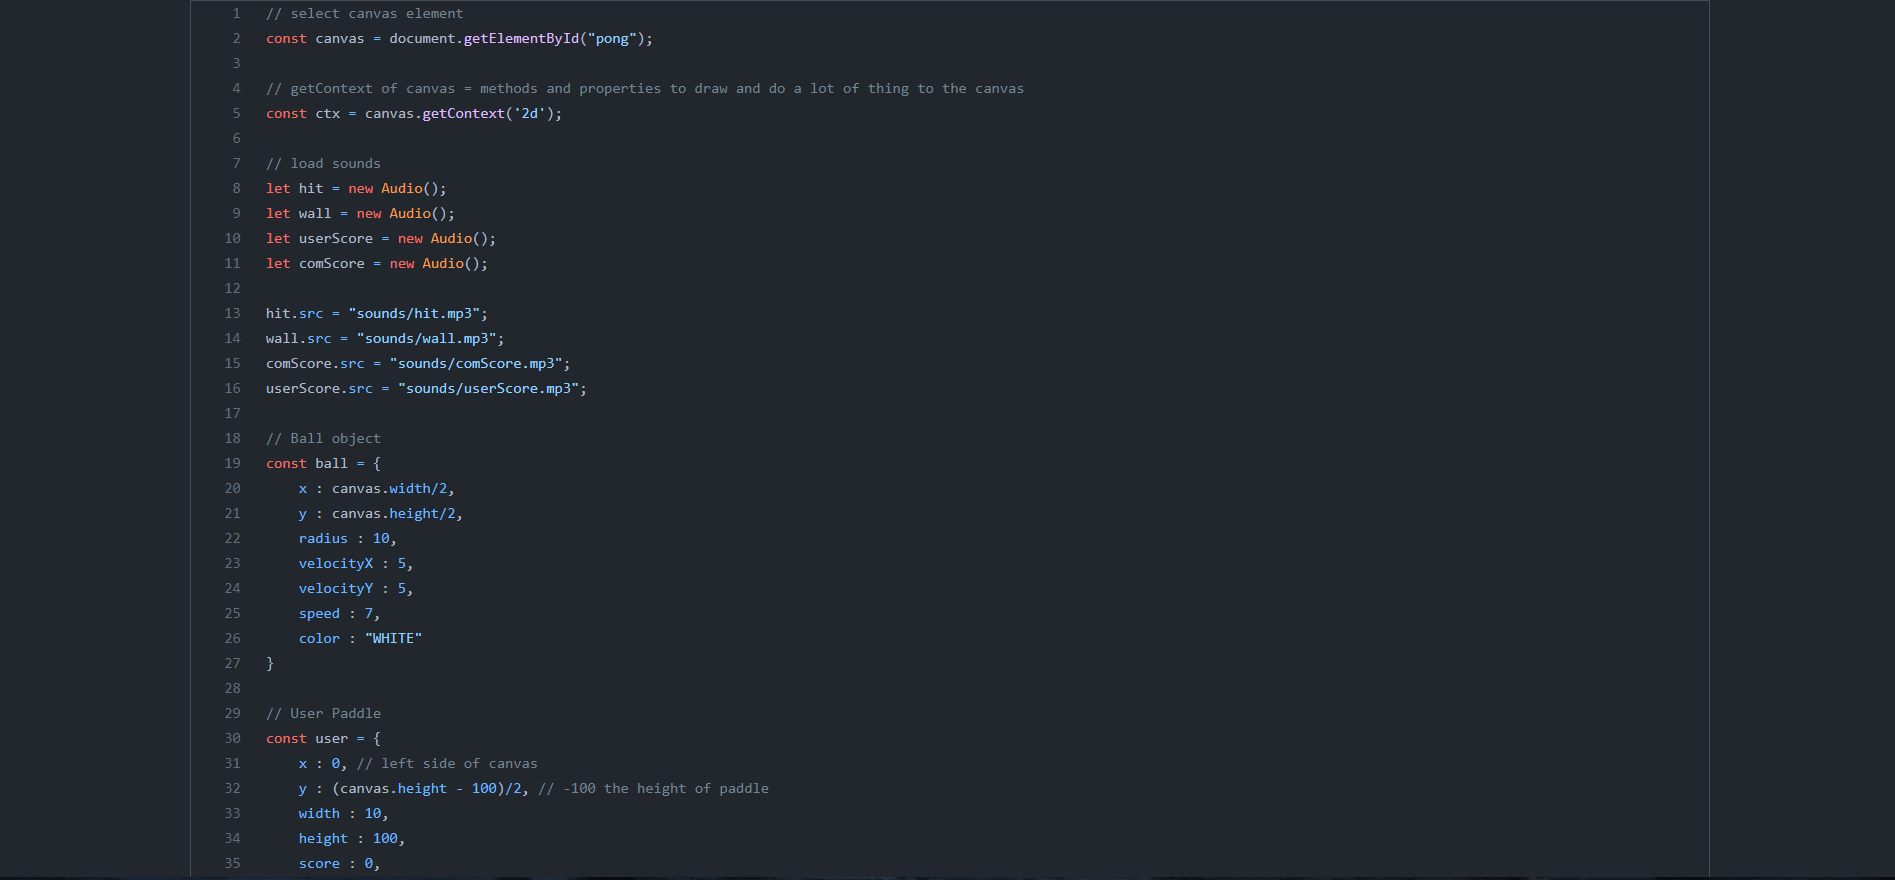 1 // select canvas element
2 const canvas = document.getElementById("pong");
3
4 // getContext of canvas = methods and properties to draw and do a lot of thing to the canvas
5 const ctx = canvas.getContext('2d');
6
7 // load sounds
8 let hit = new Audio();
9 let wall = new Audio();
10 let userScore = new Audio();
11 let comScore = new Audio();
12
13 hit.src = "sounds/hit.mp3";
14 wall.src = "sounds/wall.mp3";
15 comScore.src = "sounds/comScore.mp3";
16 userScore.src = "sounds/userScore.mp3";
17
18 // Ball object
19 const ball = {
20     x : canvas.width/2,
21     y : canvas.height/2,
22     radius : 10,
23     velocityX : 5,
24     velocityY : 5,
25     speed : 7,
26     color : "WHITE"
27 }
28
29 // User Paddle
30 const user = {
31     x : 0, // left side of canvas
32     y : (canvas.height - 100)/2, // -100 the height of paddle
33     width : 10,
34     height : 100,
35     score : 0,